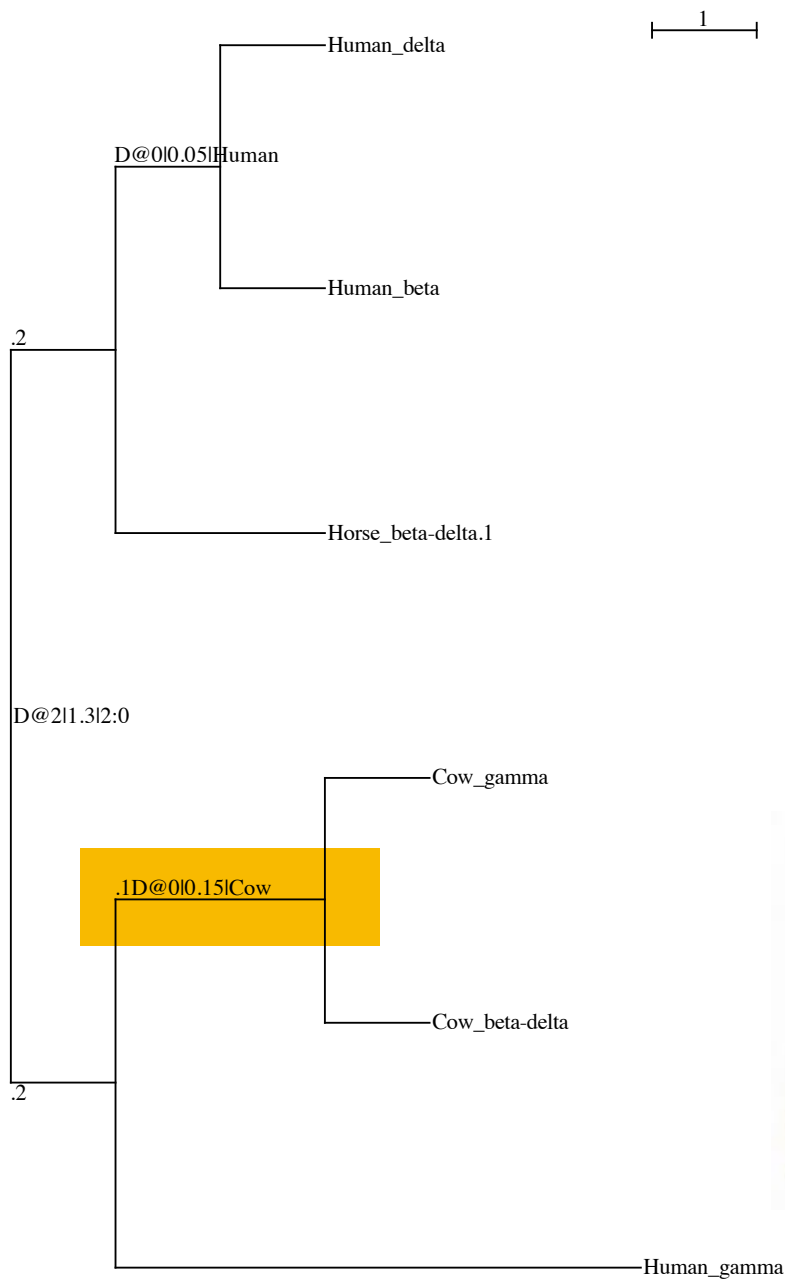 1
Human_delta
D@0|0.05|Human
Human_beta
.2
Horse_beta-delta.1
D@2|1.3|2:0
Cow_gamma
.1D@0|0.15|Cow
Cow_beta-delta
.2
Human_gamma